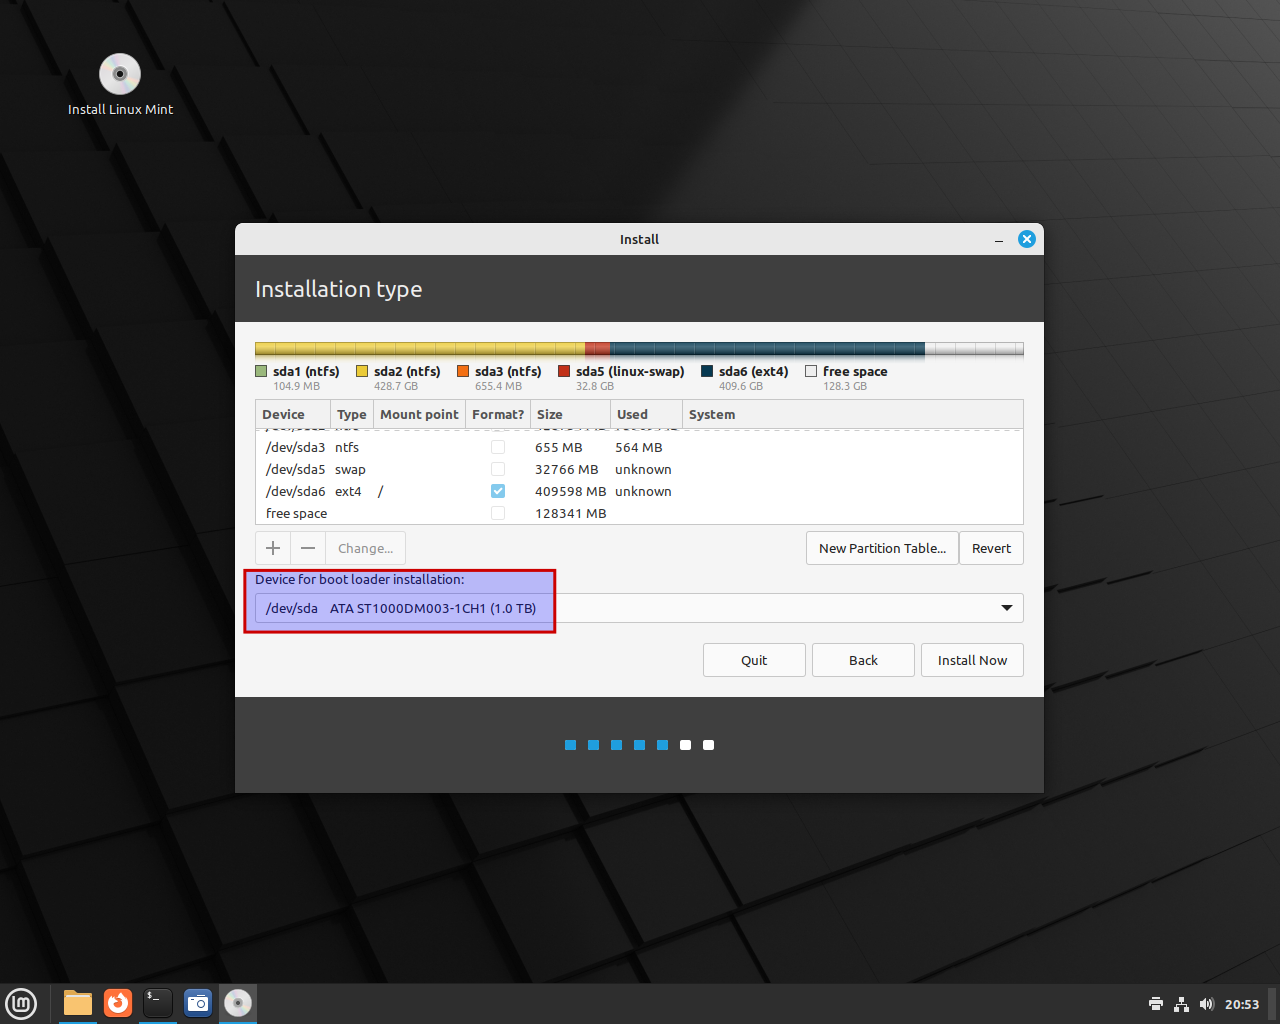 Install Linux Mint
Install
Installation type
sda1 (ntfs) sda2 (ntfs) sda3 (ntfs) sda5 (linux-swap) sda6 (ext4) free space
104.9 MB 428.7 GB 655.4 MB 32.8 GB 409.6 GB 128.3 GB
Device Type Mount point Format? Size Used System
/dev/sda3 ntfs 655 MB 564 MB
/dev/sda5 swap 32766 MB unknown
/dev/sda6 ext4 / 409598 MB unknown
free space 128341 MB
+ − Change... New Partition Table... Revert
Device for boot loader installation:
/dev/sda ATA ST1000DM003-1CH1 (1.0 TB)
Quit Back Install Now
$_
20:53